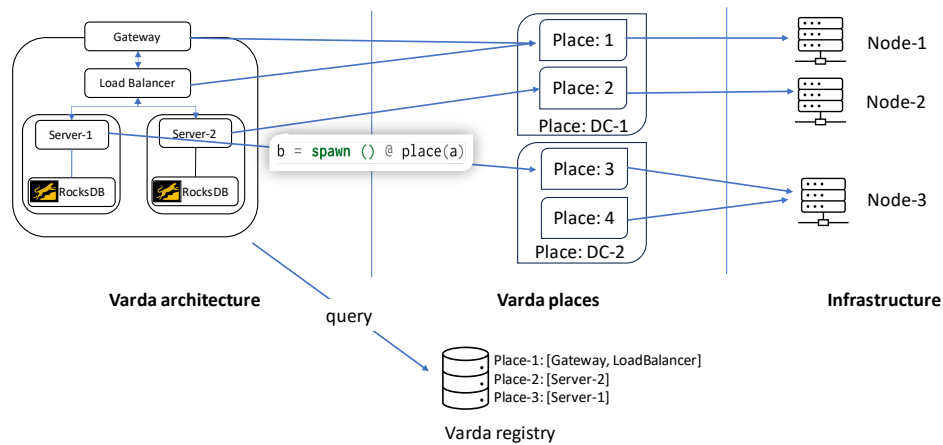 Gateway
Load Balancer
Server-1
Server-2
RocksDB
RocksDB
b = spawn () @ place(a)
Place: 1
Place: 2
Place: DC-1
Place: 3
Place: 4
Place: DC-2
Node-1
Node-2
Node-3
Varda architecture
Varda places
Infrastructure
query
Place-1: [Gateway, LoadBalancer]
Place-2: [Server-2]
Place-3: [Server-1]
Varda registry